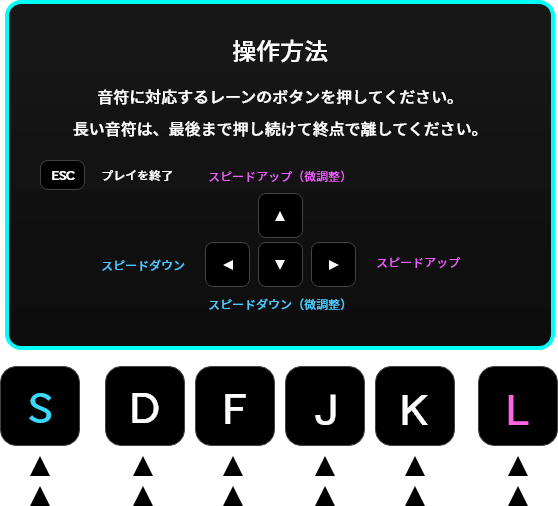 操作方法
音符に対応するレーンのボタンを押してください。
長い音符は、最後まで押し続けて終点で離してください。
ESC プレイを終了 スピードアップ（微調整）
▲
スピードダウン ◀ ▼ ▶ スピードアップ
スピードダウン（微調整）
S D F J K L
▲ ▲ ▲ ▲ ▲ ▲
▲ ▲ ▲ ▲ ▲ ▲